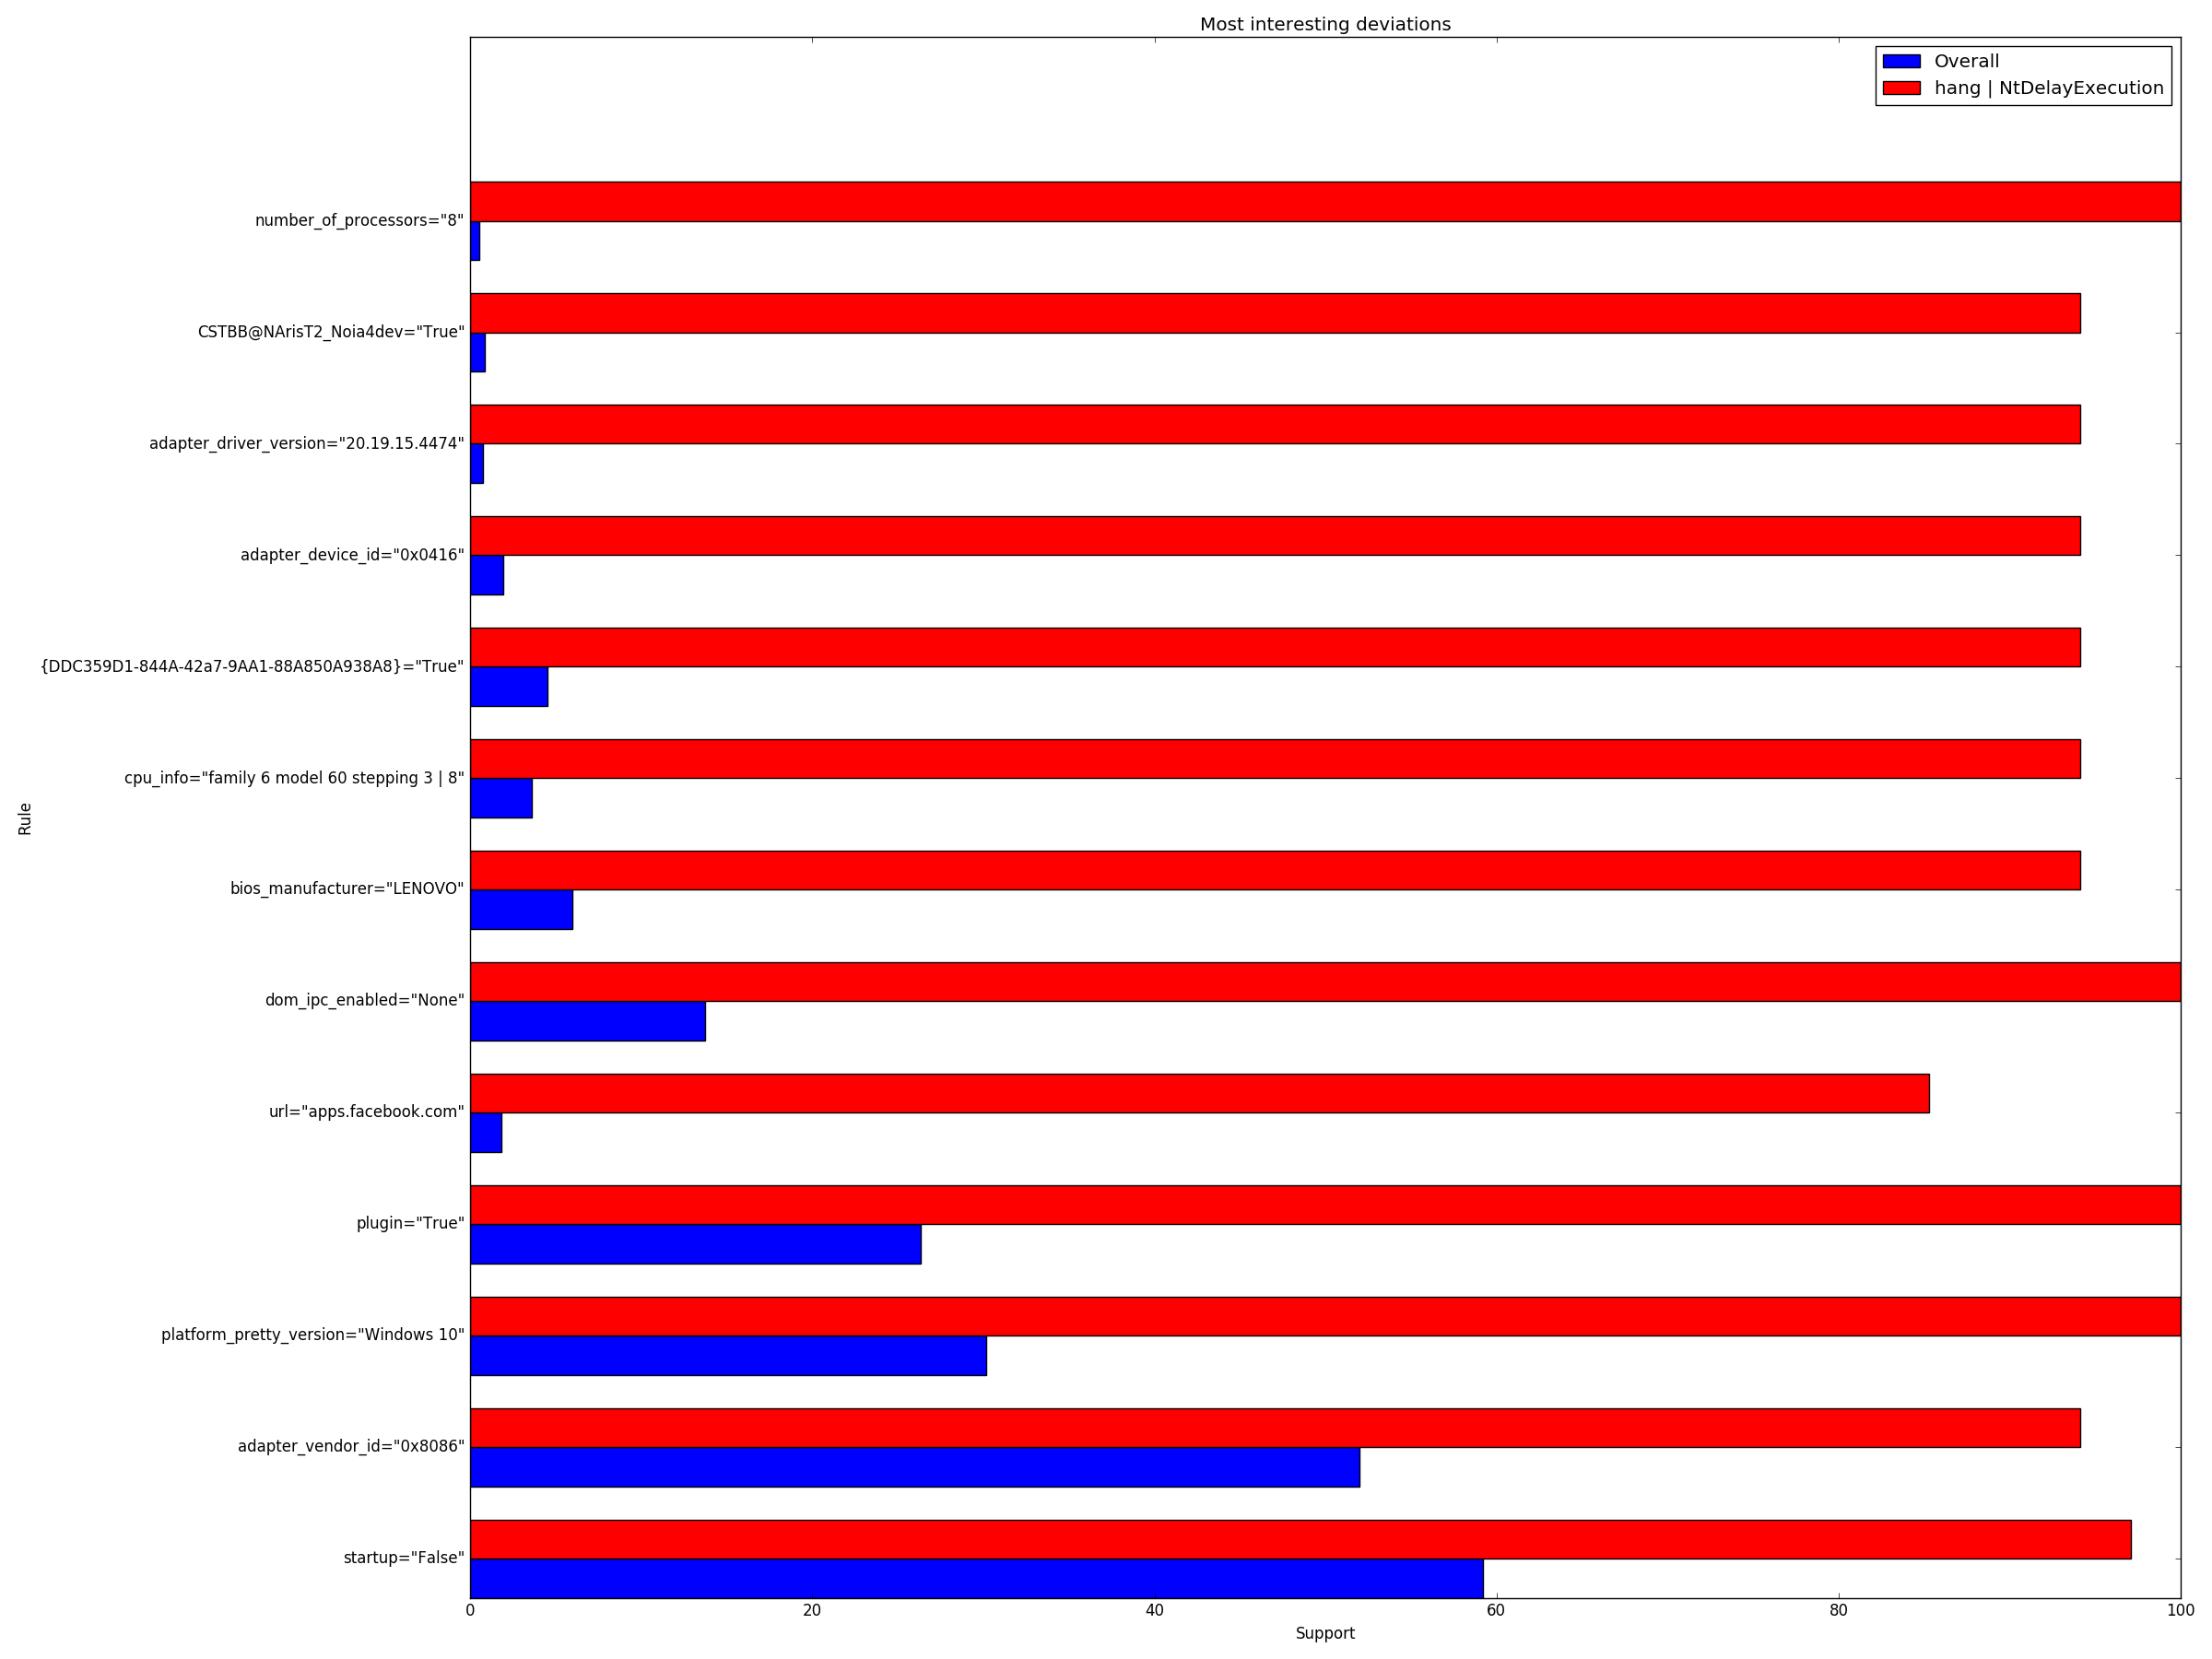 Most interesting deviations
Overall
hang | NtDelayExecution
number_of_processors="8"
CSTBB@NArisT2_Noia4dev="True"
adapter_driver_version="20.19.15.4474"
adapter_device_id="0x0416"
{DDC359D1-844A-42a7-9AA1-88A850A938A8}="True"
cpu_info="family 6 model 60 stepping 3 | 8"
bios_manufacturer="LENOVO"
dom_ipc_enabled="None"
url="apps.facebook.com"
plugin="True"
platform_pretty_version="Windows 10"
adapter_vendor_id="0x8086"
startup="False"
Rule
0 20 40 60 80 100
Support